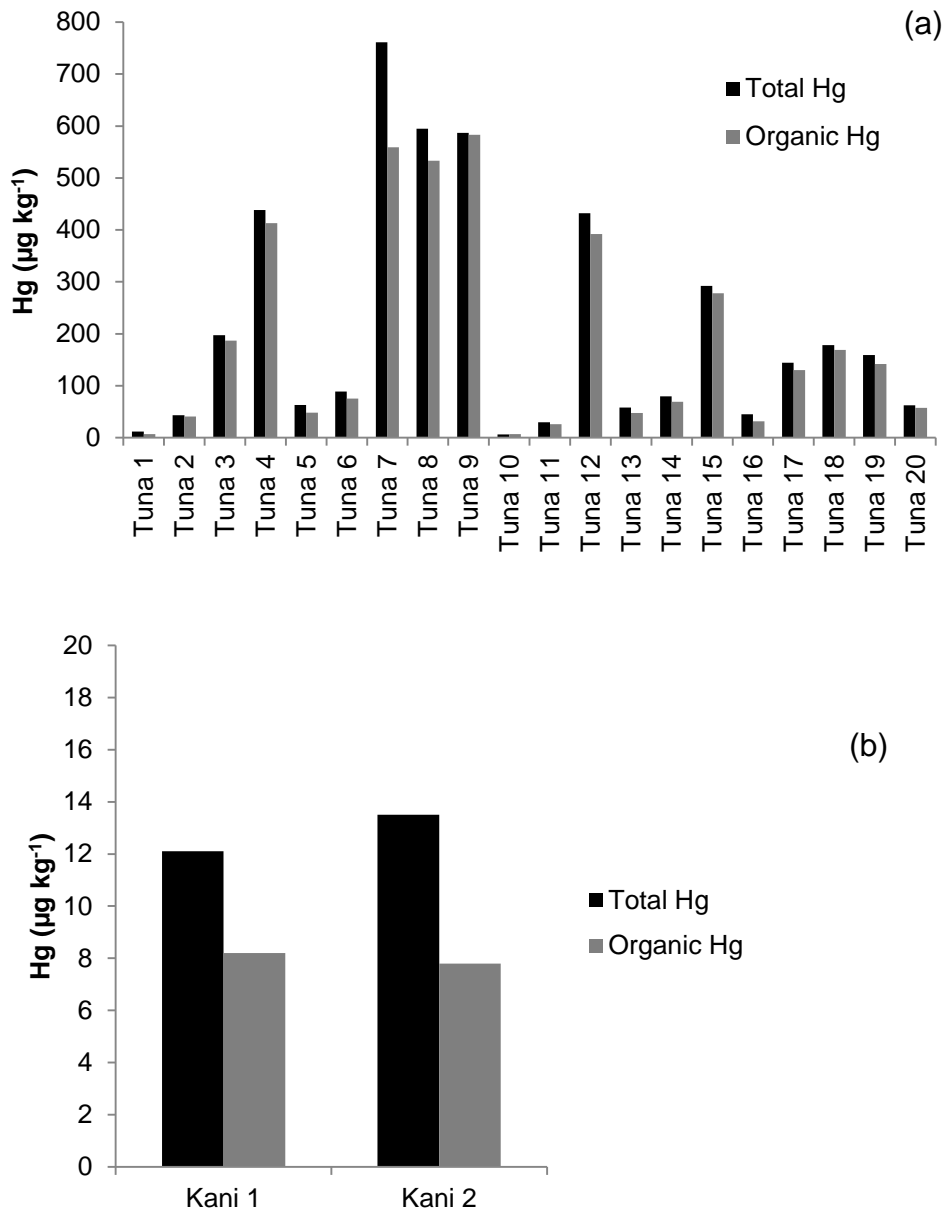 (a)
800
700
600
500
400
300
200
100
0
Hg (µg kg⁻¹)
Total Hg
Organic Hg
Tuna 1
Tuna 2
Tuna 3
Tuna 4
Tuna 5
Tuna 6
Tuna 7
Tuna 8
Tuna 9
Tuna 10
Tuna 11
Tuna 12
Tuna 13
Tuna 14
Tuna 15
Tuna 16
Tuna 17
Tuna 18
Tuna 19
Tuna 20
(b)
20
18
16
14
12
10
8
6
4
2
0
Hg (µg kg⁻¹)
Total Hg
Organic Hg
Kani 1
Kani 2